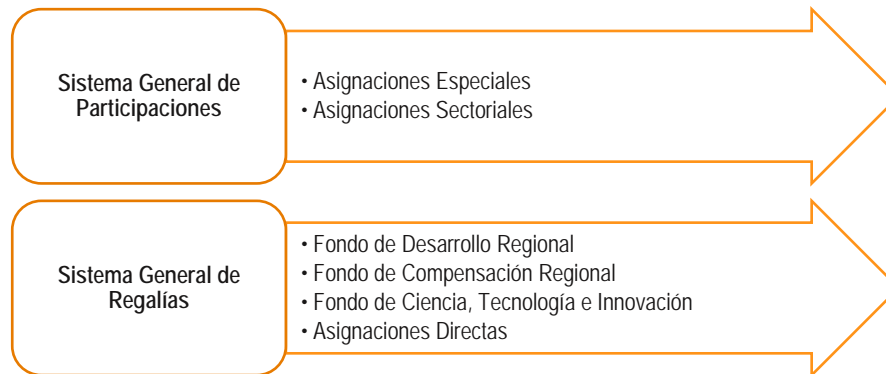 Sistema General de
Participaciones
• Asignaciones Especiales
• Asignaciones Sectoriales
Sistema General de
Regalías
• Fondo de Desarrollo Regional
• Fondo de Compensación Regional
• Fondo de Ciencia, Tecnología e Innovación
• Asignaciones Directas